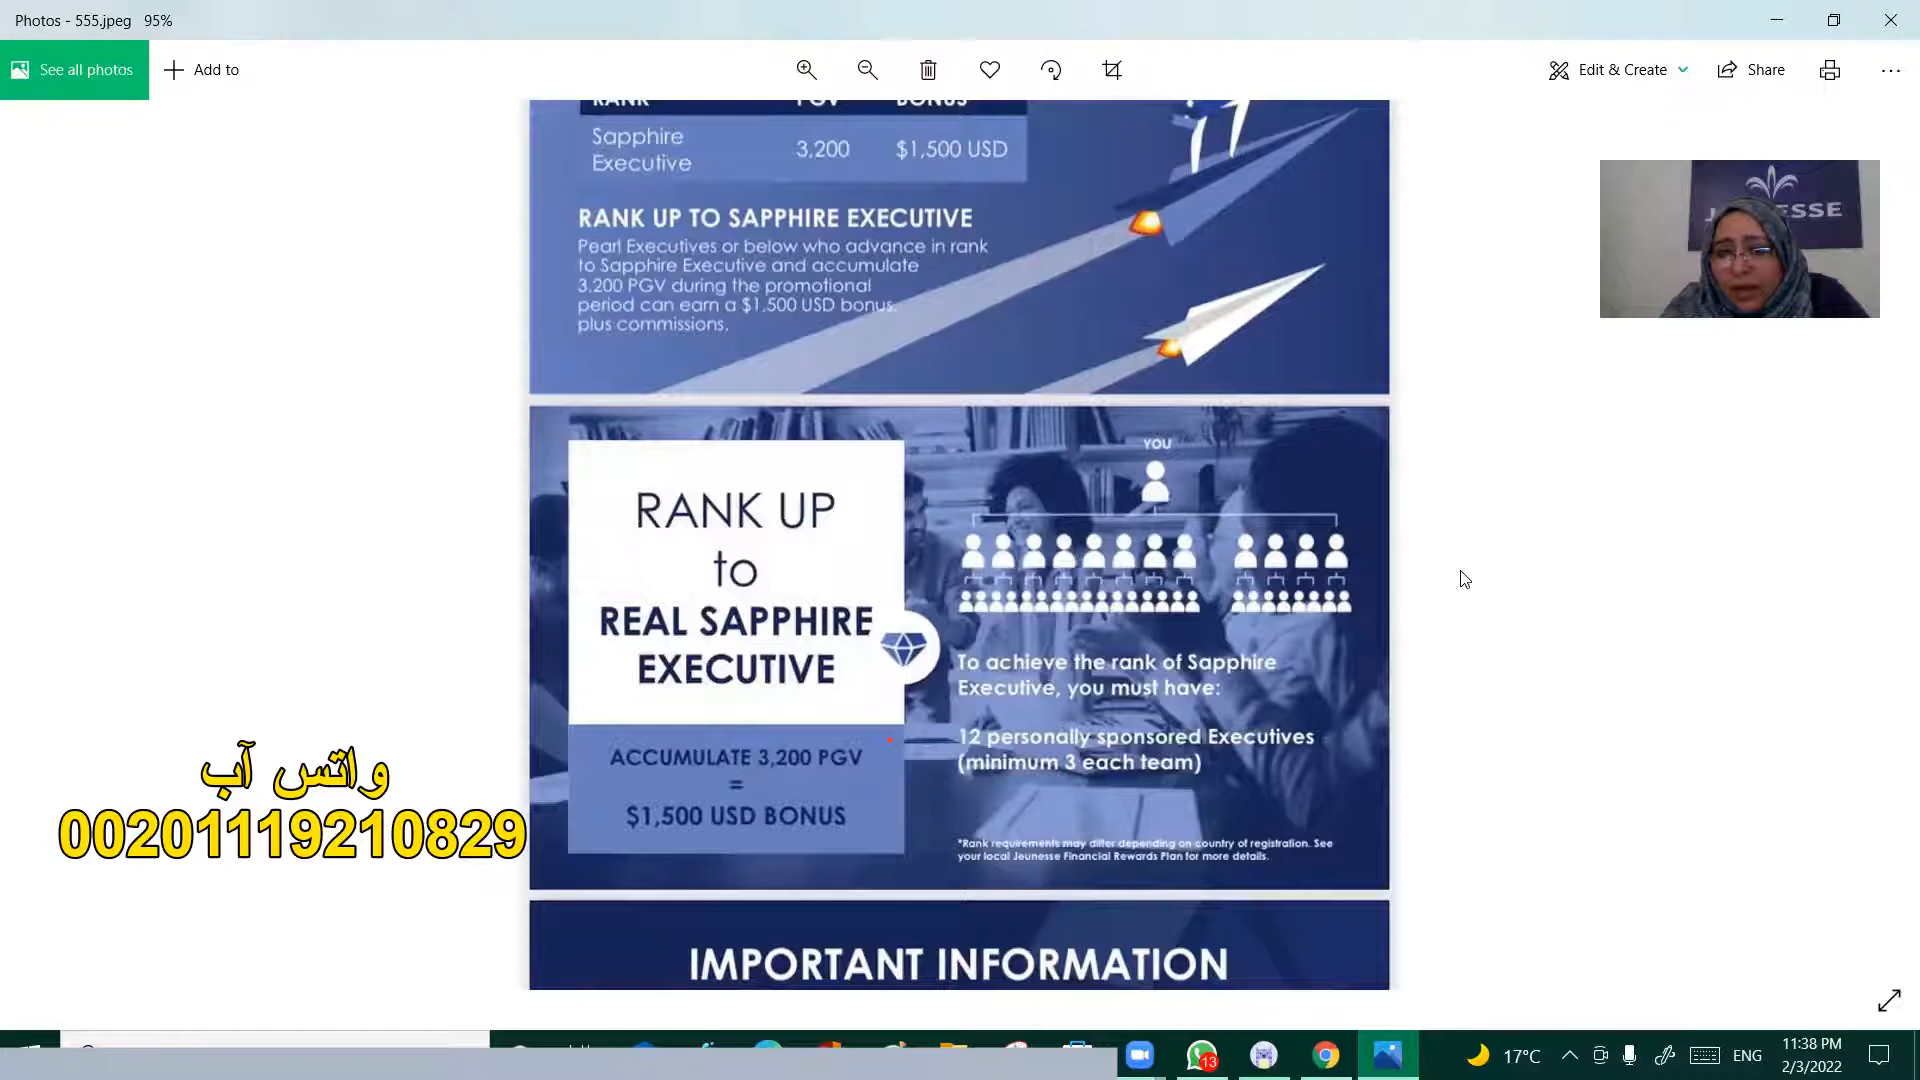 Photos - 555.jpeg 95%
See all photos
Add to
Edit & Create
Share
RANK PGV BONUS
Sapphire
Executive
3,200
$1,500 USD
RANK UP TO SAPPHIRE EXECUTIVE
Pearl Executives or below who advance in rank
to Sapphire Executive and accumulate
3,200 PGV during the promotional
period can earn a $1,500 USD bonus,
plus commissions.
RANK UP
to
REAL SAPPHIRE
EXECUTIVE
ACCUMULATE 3,200 PGV
=
$1,500 USD BONUS
YOU
To achieve the rank of Sapphire
Executive, you must have:
12 personally sponsored Executives
(minimum 3 each team)
*Rank requirements may differ depending on country of registration. See
your local Jeunesse Financial Rewards Plan for more details.
واتس آب
00201119210829
IMPORTANT INFORMATION
13
17°C
ENG
11:38 PM
2/3/2022